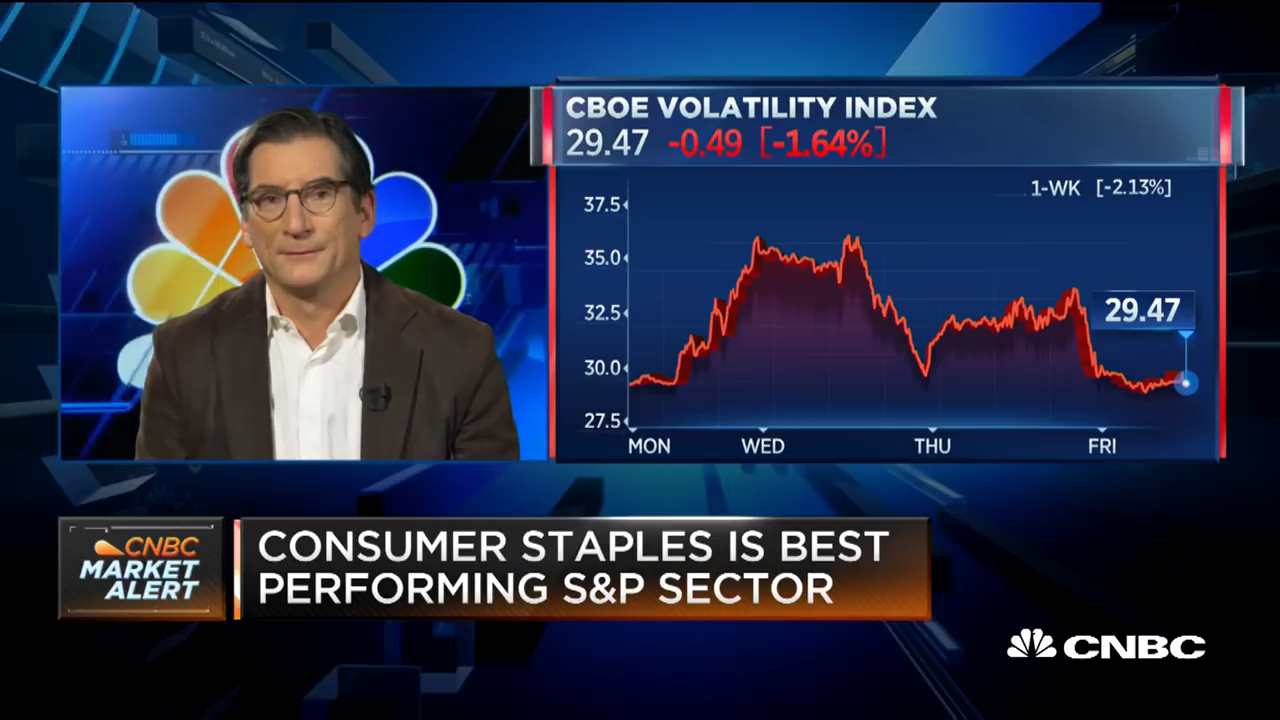 CBOE VOLATILITY INDEX
29.47 -0.49 [-1.64%]
1-WK [-2.13%]
37.5
35.0
32.5
30.0
27.5
29.47
MON WED THU FRI
CNBC
MARKET
ALERT
CONSUMER STAPLES IS BEST
PERFORMING S&P SECTOR
CNBC